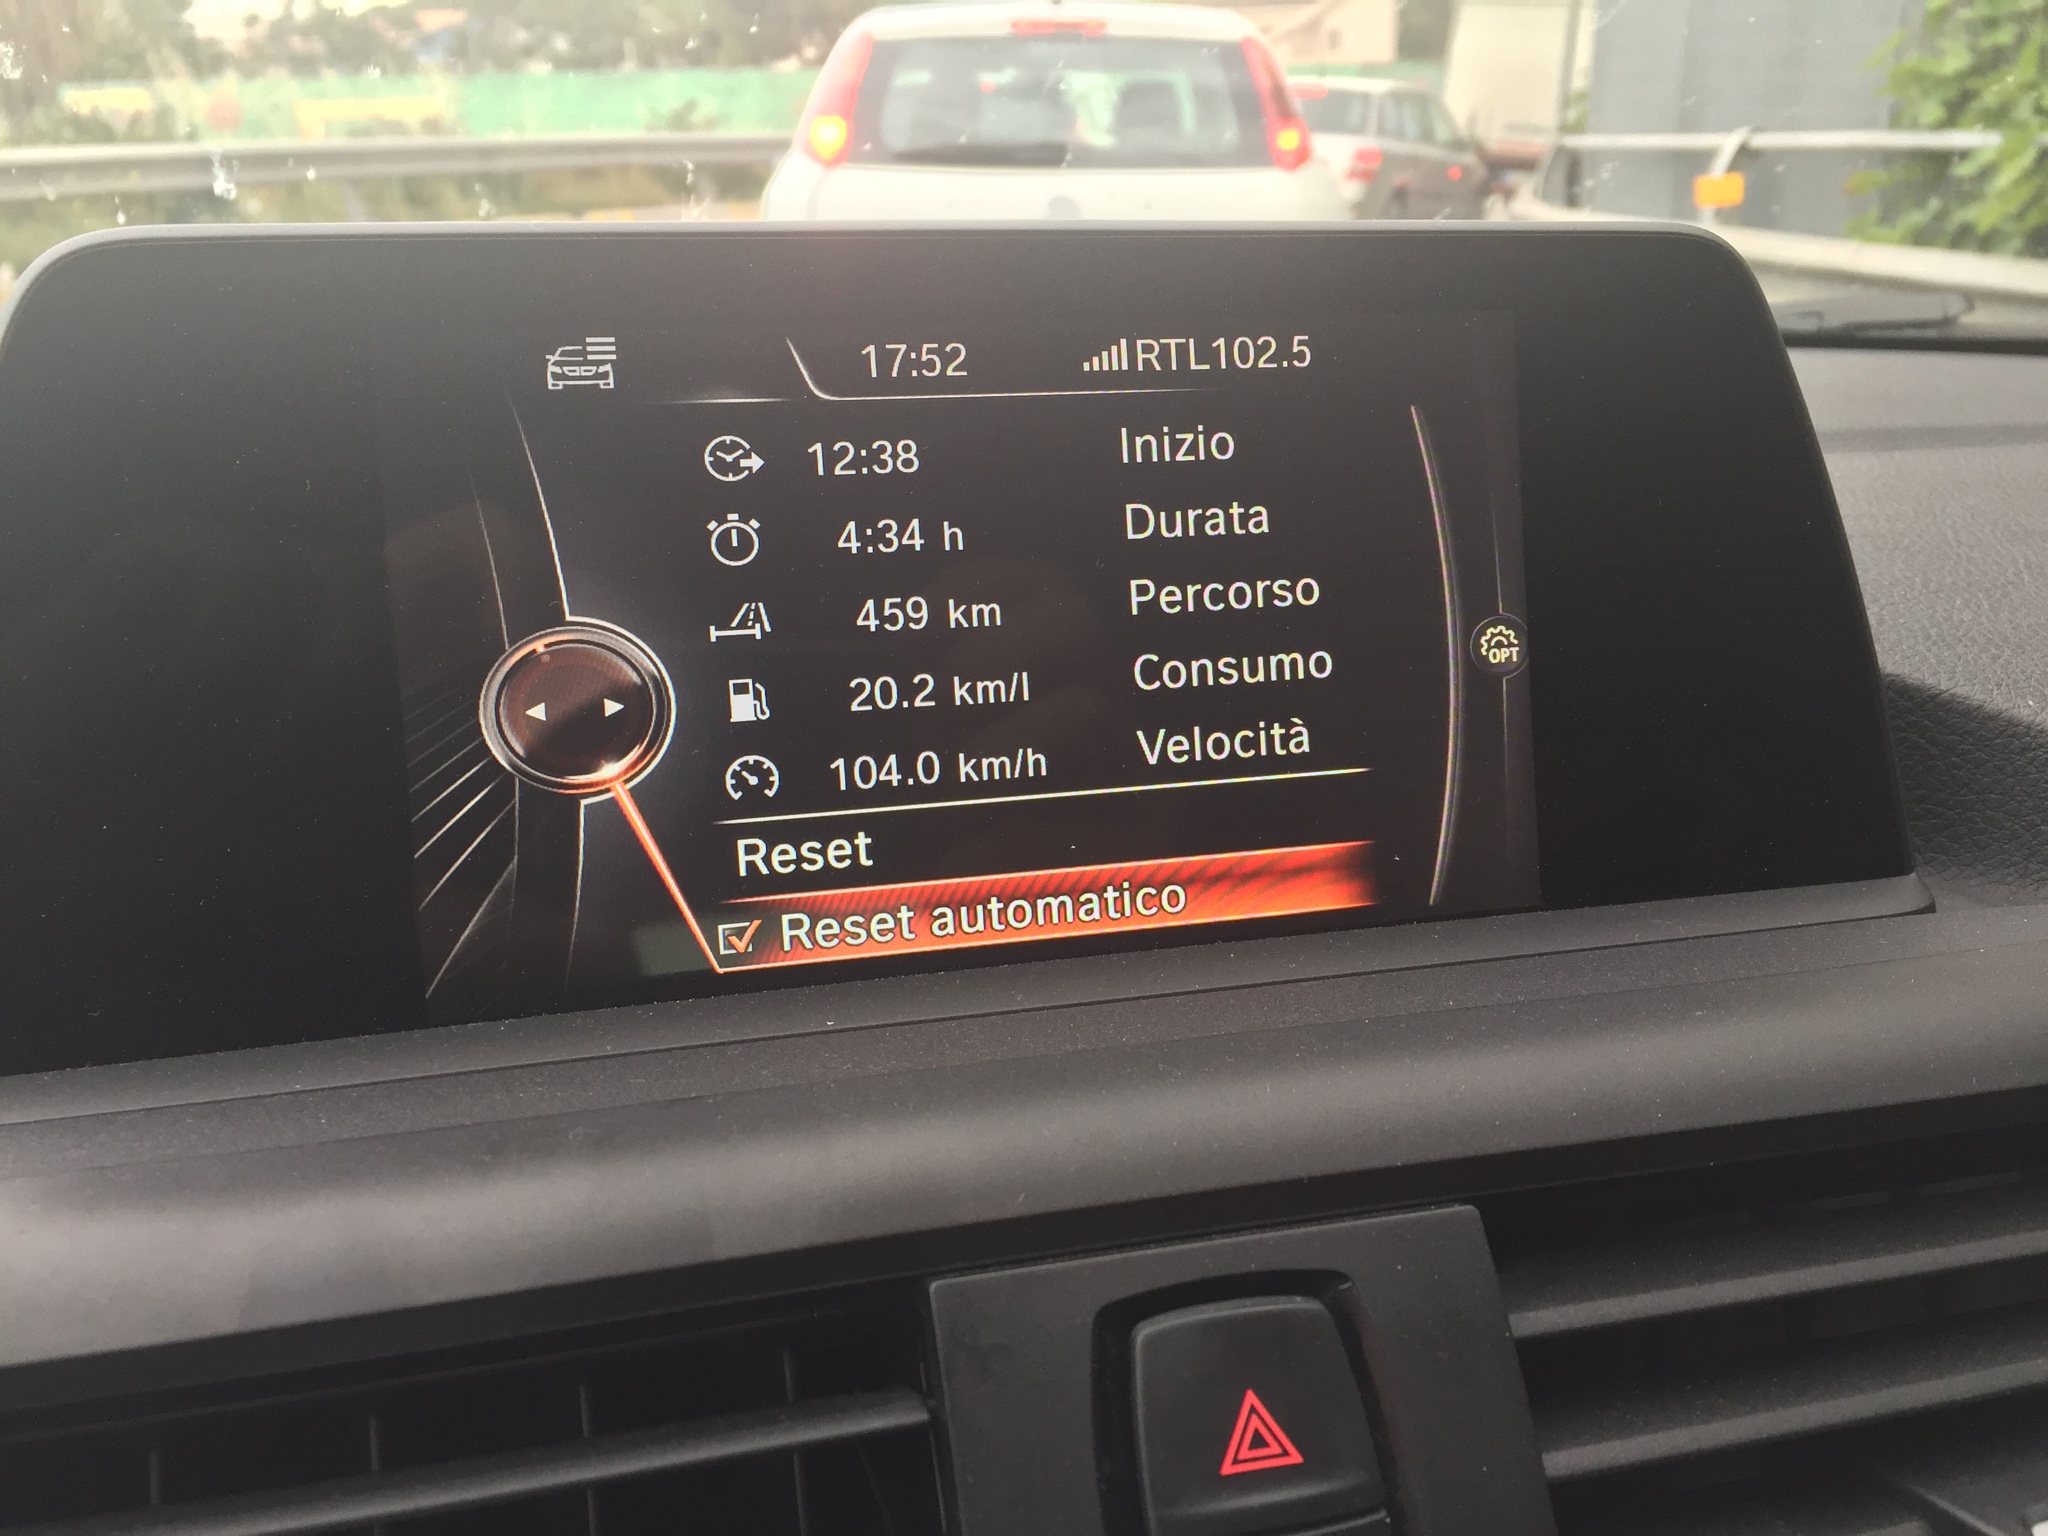 17:52 RTL102.5
12:38 Inizio
4:34 h Durata
459 km Percorso
20.2 km/l Consumo
104.0 km/h Velocità
OPT
Reset
Reset automatico